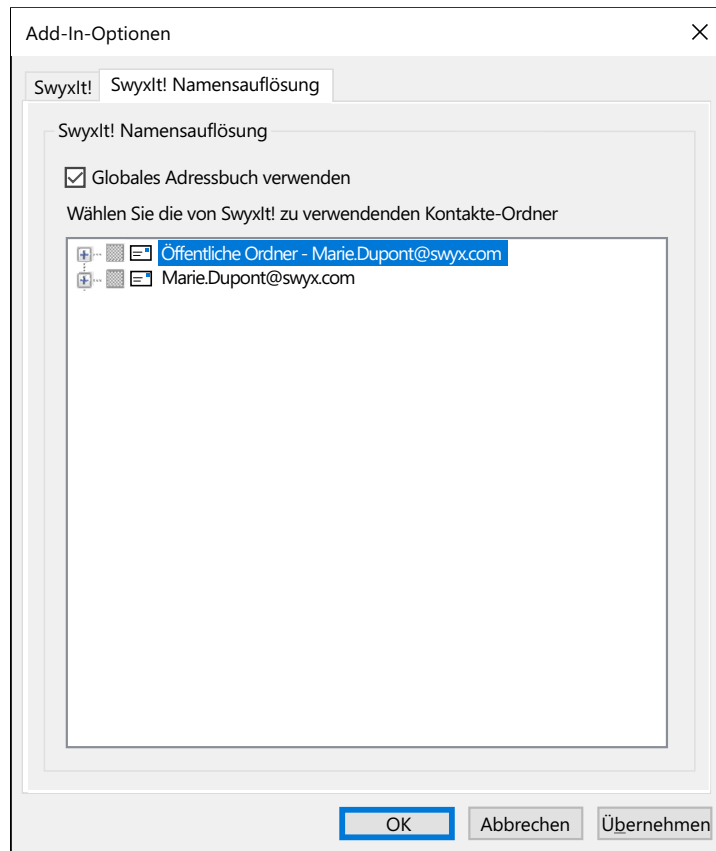 Add-In-Optionen
SwyxIt! SwyxIt! Namensauflösung
SwyxIt! Namensauflösung
Globales Adressbuch verwenden
Wählen Sie die von SwyxIt! zu verwendenden Kontakte-Ordner
Öffentliche Ordner - Marie.Dupont@swyx.com
Marie.Dupont@swyx.com
OK Abbrechen Übernehmen